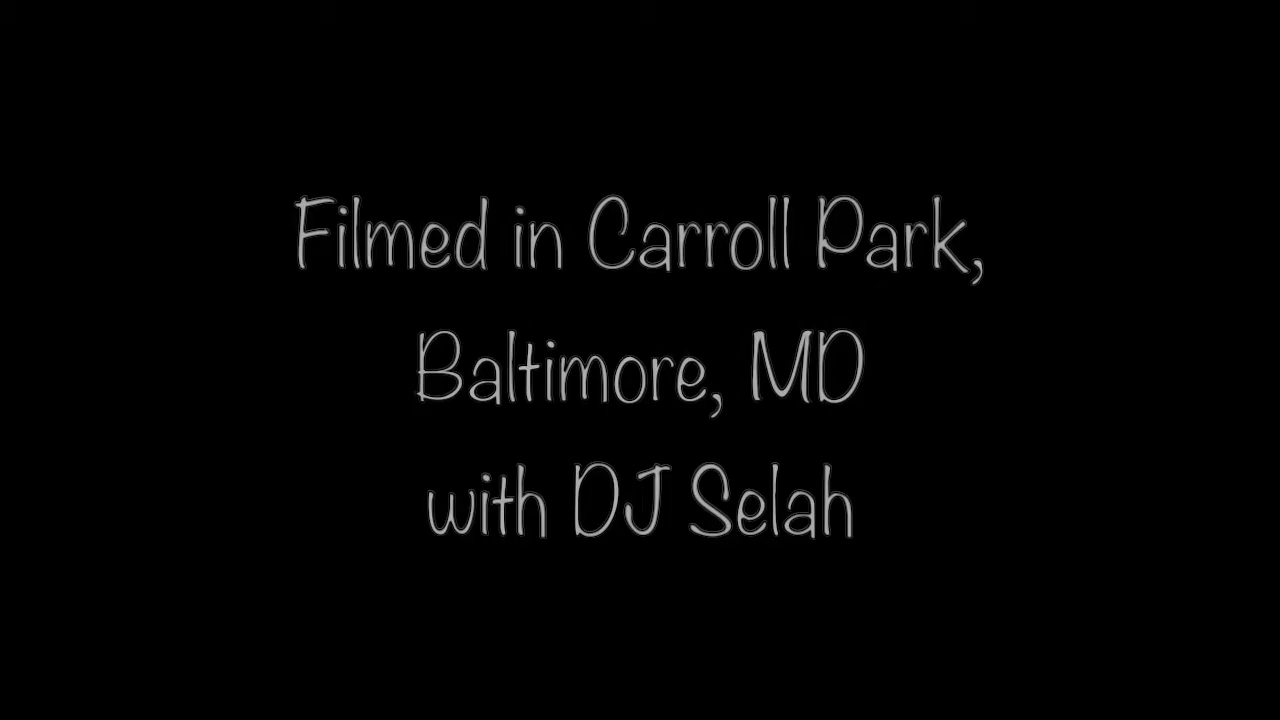 Filmed in Carroll Park,
Baltimore, MD
with DJ Selah